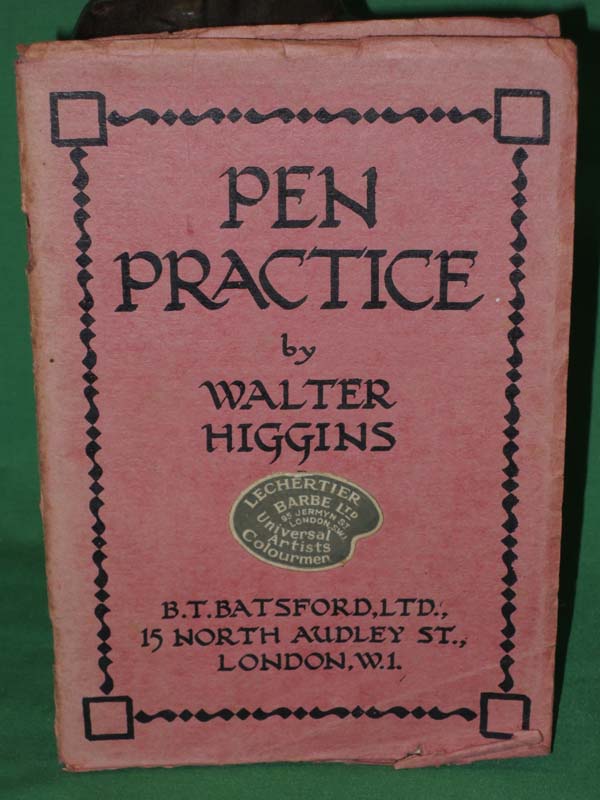 PEN
PRACTICE
by
WALTER
HIGGINS
LECHERTIER
BARBE LTD
95 JERMYN ST
LONDON, SW1.
Universal
Artists
Colourmen
B.T. BATSFORD, LTD.,
15 NORTH AUDLEY ST.,
LONDON, W.1.